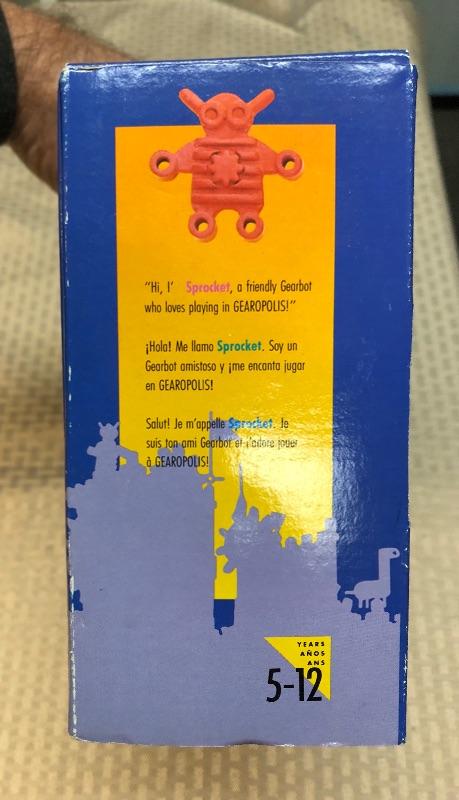 "Hi, I' Sprocket, a friendly Gearbot
who loves playing in GEAROPOLIS!"
¡Hola! Me llamo Sprocket. Soy un
Gearbot amistoso y ¡me encanta jugar
en GEAROPOLIS!
Salut! Je m'appelle Sprocket. Je
suis ton ami Gearbot et j'adore jouer
à GEAROPOLIS!
YEARS
AÑOS
ANS
5-12